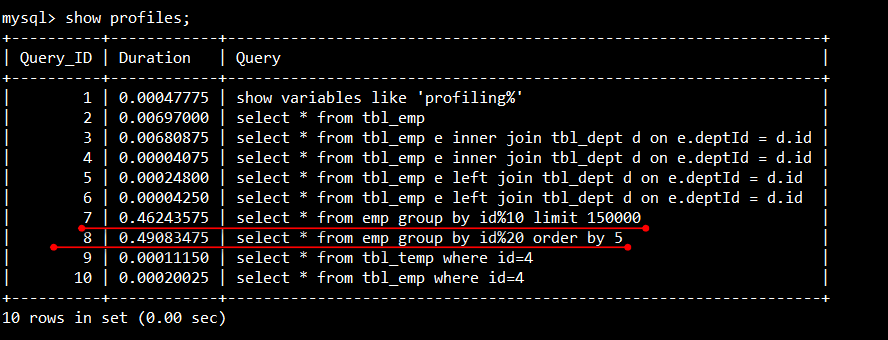 mysql> show profiles;
+----------+------------+---------------------------------------------------------------+
| Query_ID | Duration   | Query                                                         |
+----------+------------+---------------------------------------------------------------+
|        1 | 0.00047775 | show variables like 'profiling%'                              |
|        2 | 0.00697000 | select * from tbl_emp                                         |
|        3 | 0.00680875 | select * from tbl_emp e inner join tbl_dept d on e.deptId = d.id |
|        4 | 0.00004075 | select * from tbl_emp e inner join tbl_dept d on e.deptId = d.id |
|        5 | 0.00024800 | select * from tbl_emp e left join tbl_dept d on e.deptId = d.id |
|        6 | 0.00004250 | select * from tbl_emp e left join tbl_dept d on e.deptId = d.id |
|        7 | 0.46243575 | select * from emp group by id%10 limit 150000                 |
|        8 | 0.49083475 | select * from emp group by id%20 order by 5                   |
|        9 | 0.00011150 | select * from tbl_temp where id=4                             |
|       10 | 0.00020025 | select * from tbl_emp where id=4                              |
+----------+------------+---------------------------------------------------------------+
10 rows in set (0.00 sec)